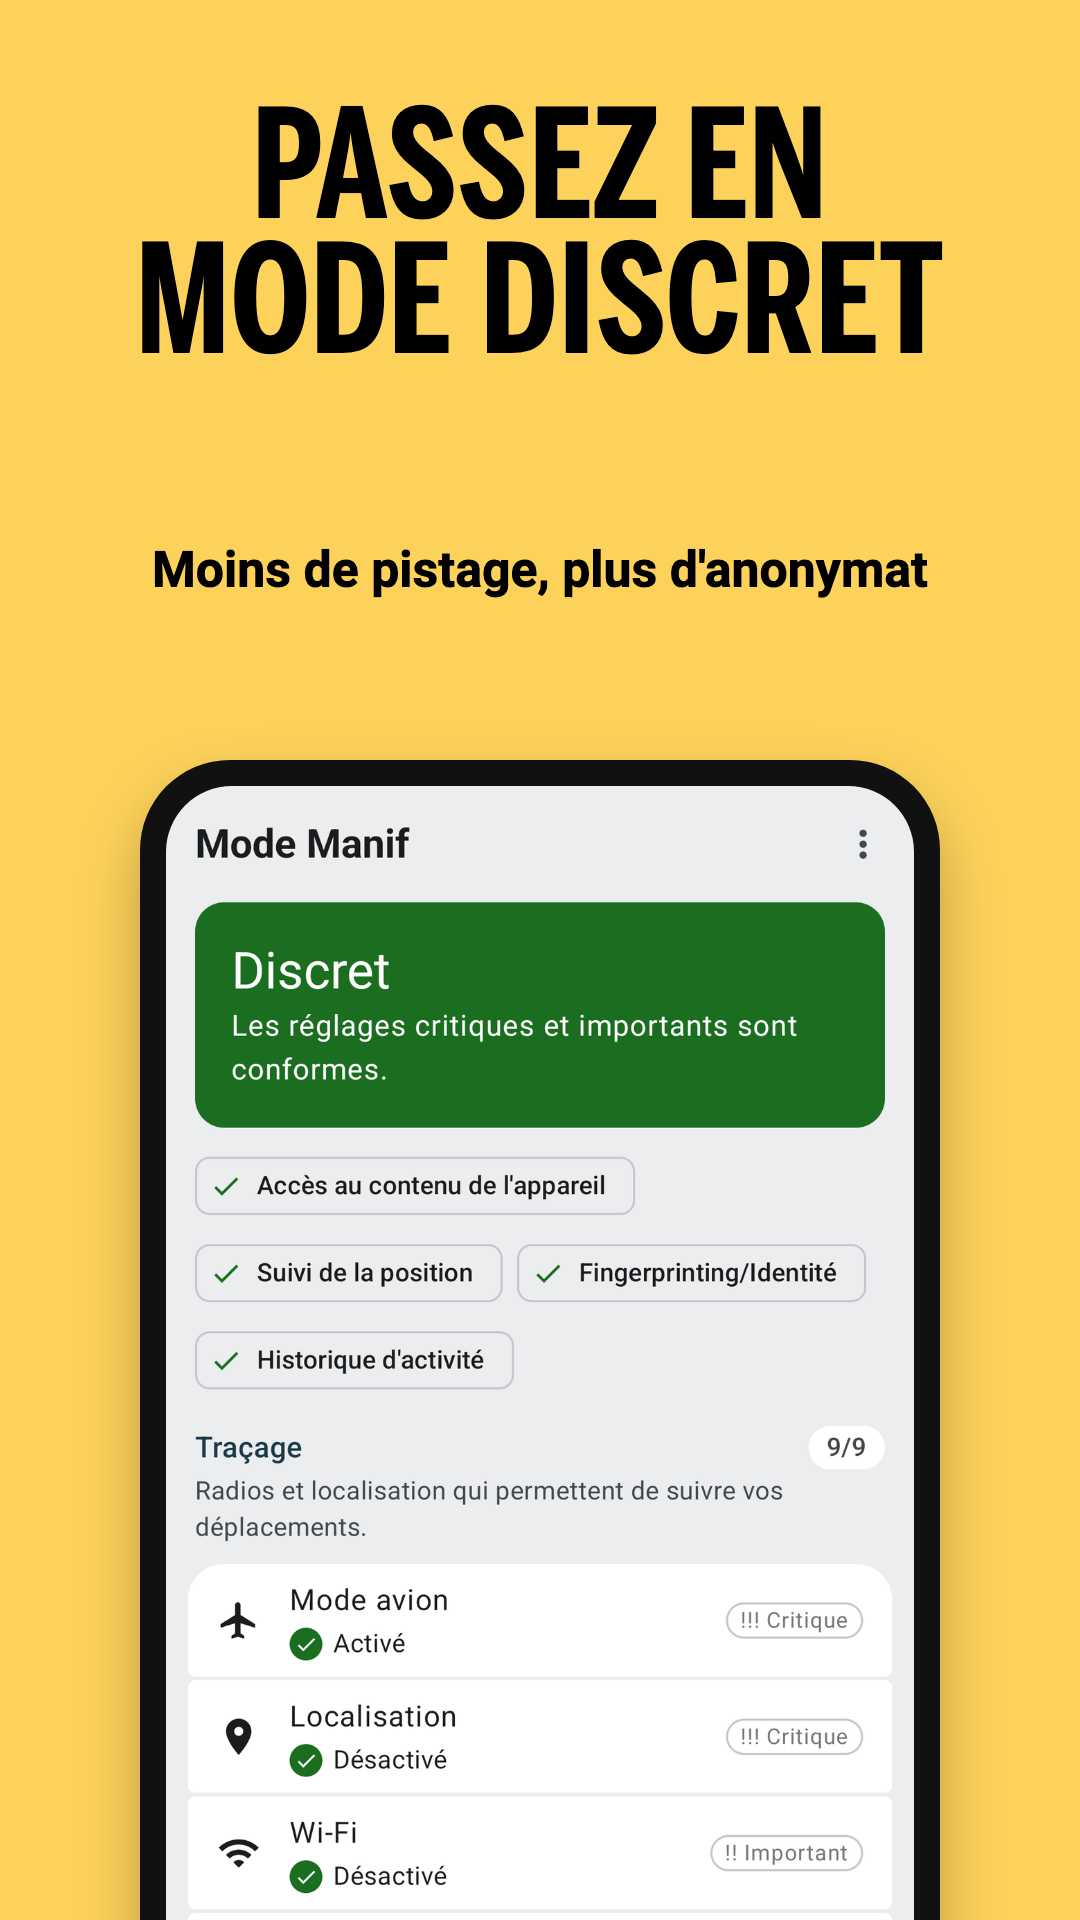 PASSEZ EN
MODE DISCRET
Moins de pistage, plus d'anonymat
Mode Manif
Discret
Les réglages critiques et importants sont
conformes.
Accès au contenu de l'appareil
Suivi de la position
Fingerprinting/Identité
Historique d'activité
Traçage
9/9
Radios et localisation qui permettent de suivre vos
déplacements.
Mode avion
!!! Critique
Activé
Localisation
!!! Critique
Désactivé
Wi-Fi
!! Important
Désactivé